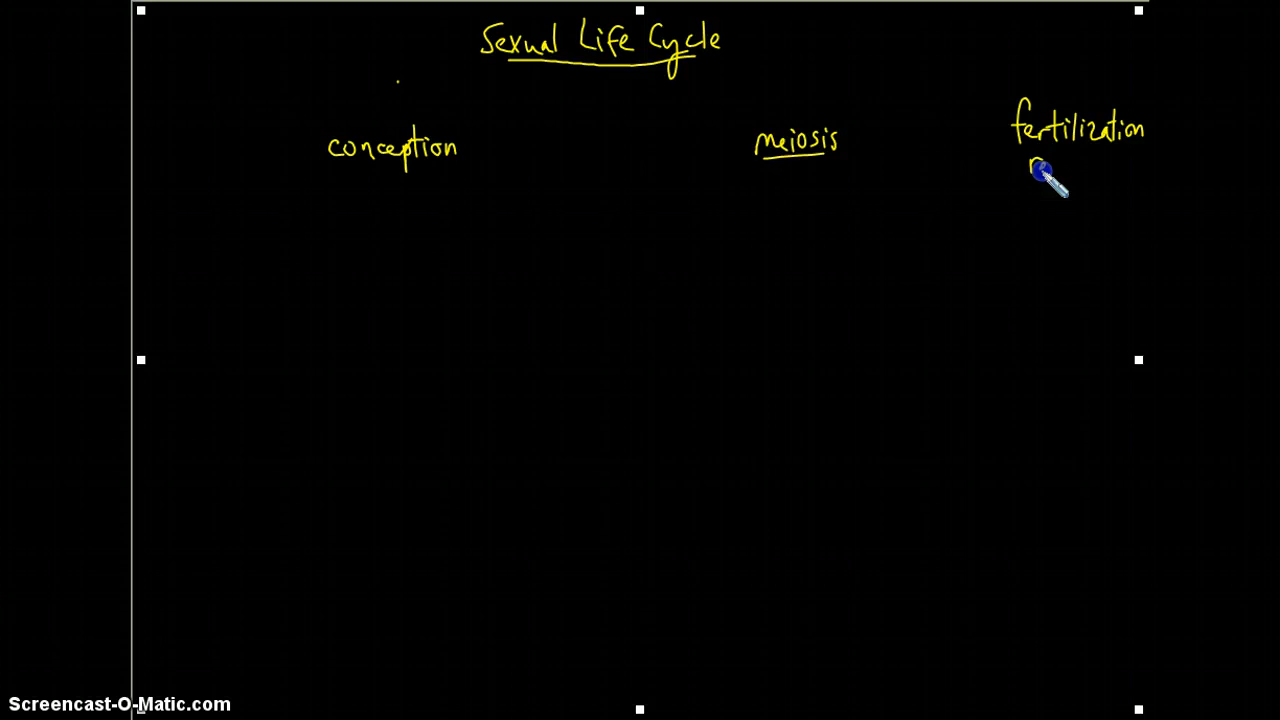 Sexual Life Cycle
fertilization
conception
meiosis
Screencast-O-Matic.com